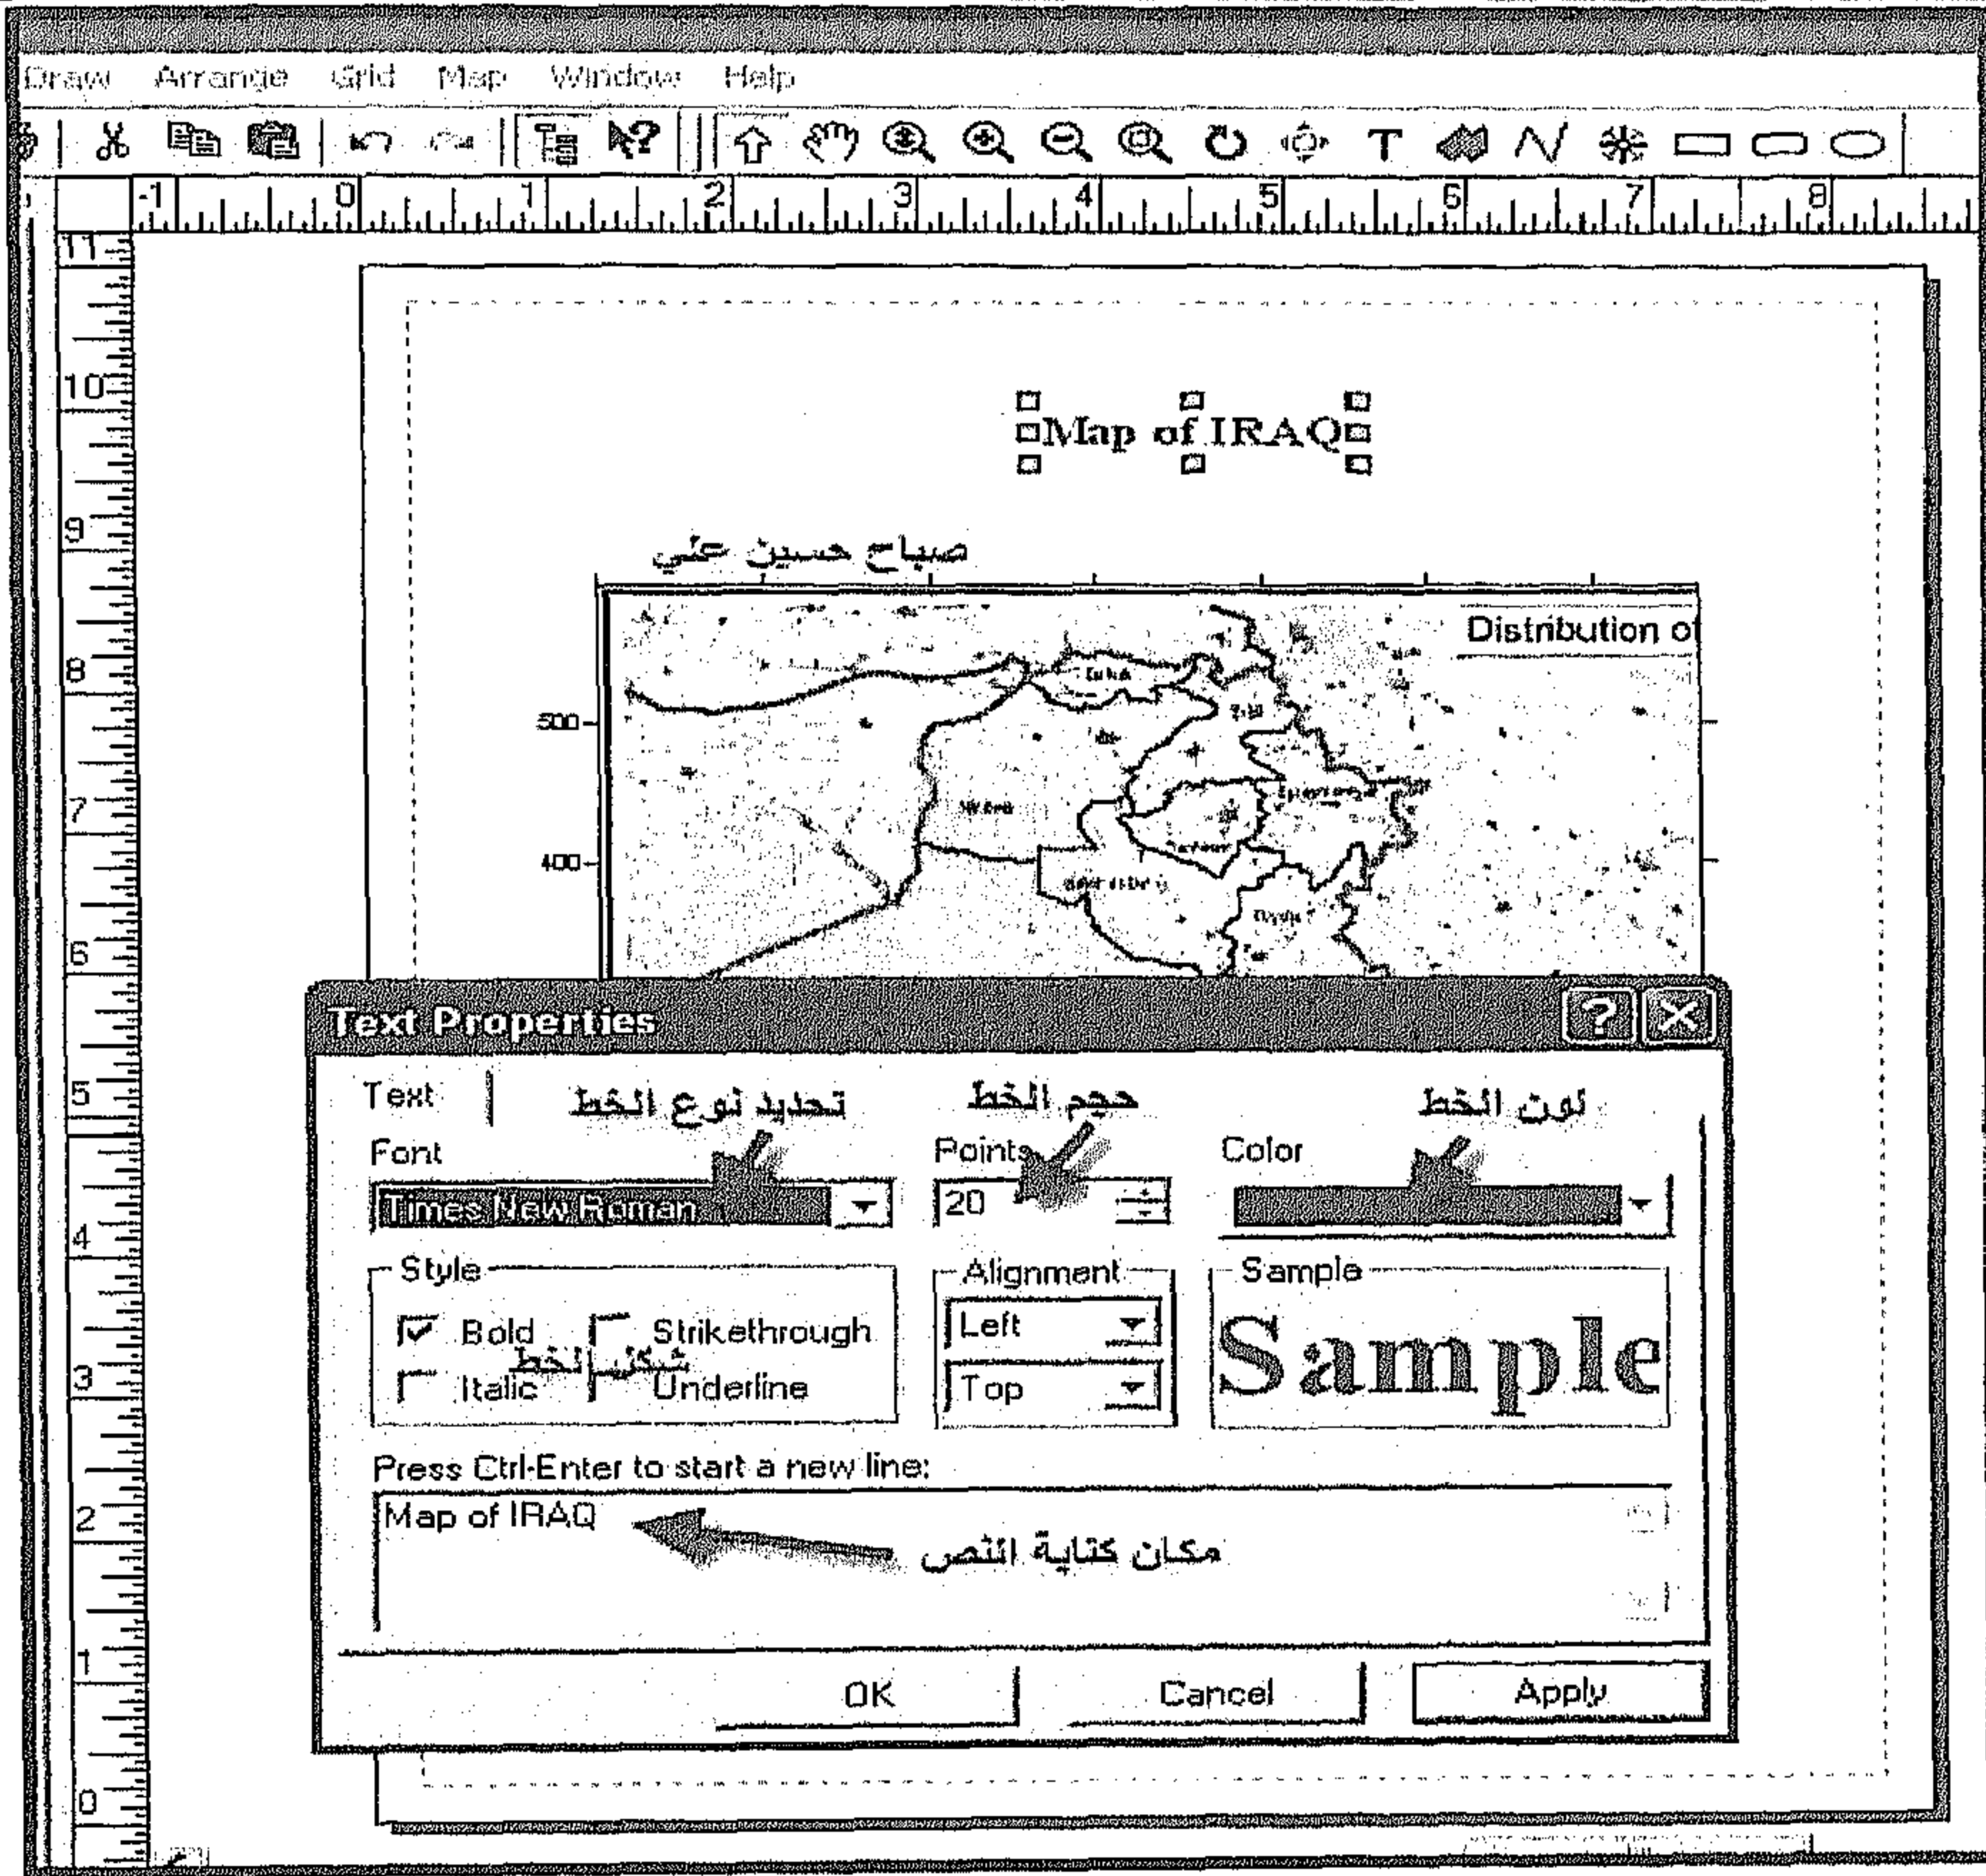 Draw Arrange Grid Map Window Help
-1 0 1 2 3 4 5 6 7 8
11
10
9
8
7
6
5
4
3
2
1
0
Map of IRAQ
صباح حسين علي
Distribution of
500
400
Text Properties
Text
تحديد نوع الخط
حجم الخط
لون الخط
Font
Points
Color
Times New Roman
20
Style
Alignment
Sample
Bold
Strikethrough
Left
Sample
شكل الخط
Italic
Underline
Top
Press Ctrl-Enter to start a new line:
Map of IRAQ
مكان كتابة النص
OK
Cancel
Apply